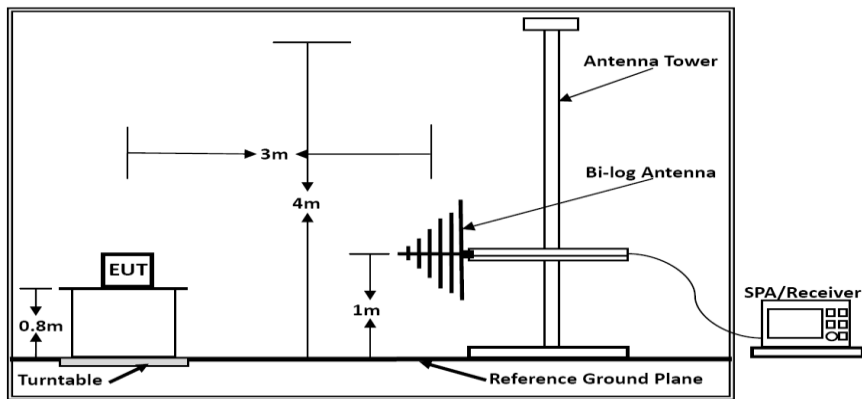 Antenna Tower
3m
Bi-log Antenna
4m
EUT
SPA/Receiver
0.8m
1m
Turntable
Reference Ground Plane